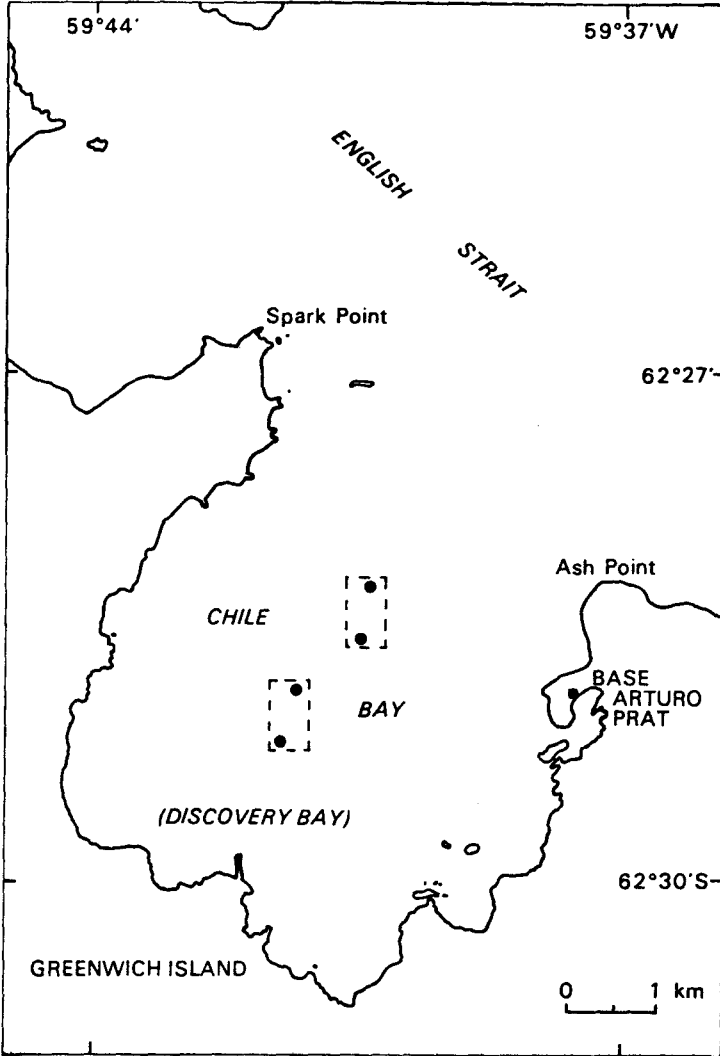 59°44'
59°37'W
ENGLISH
STRAIT
Spark Point
62°27'
Ash Point
CHILE
BASE
ARTURO
PRAT
BAY
(DISCOVERY BAY)
62°30'S
GREENWICH ISLAND
0 1 km